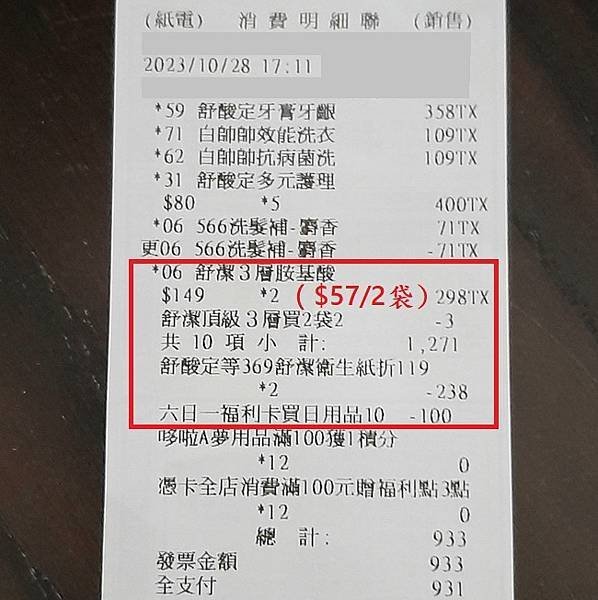 (紙電) 消費明細聯 (銷售)
2023/10/28 17:11
*59 舒酸定牙膏牙齦 358TX
*71 白帥帥效能洗衣 109TX
*62 白帥帥抗病菌洗 109TX
*31 舒酸定多元護理
$80 *5 400TX
*06 566洗髮補-麝香 71TX
更06 566洗髮補-麝香 -71TX
*06 舒潔3層胺基酸
$149 *2 ($57/2袋) 298TX
舒潔頂級3層買2袋2 -3
共 10 項 小 計: 1,271
舒酸定等369舒潔衛生紙折119
*2 -238
六日一福利卡買日用品10 -100
哆啦A夢用品滿100獲1積分
*12 0
憑卡全店消費滿100元贈福利點3點
*12 0
總 計: 933
發票金額 933
全支付 931